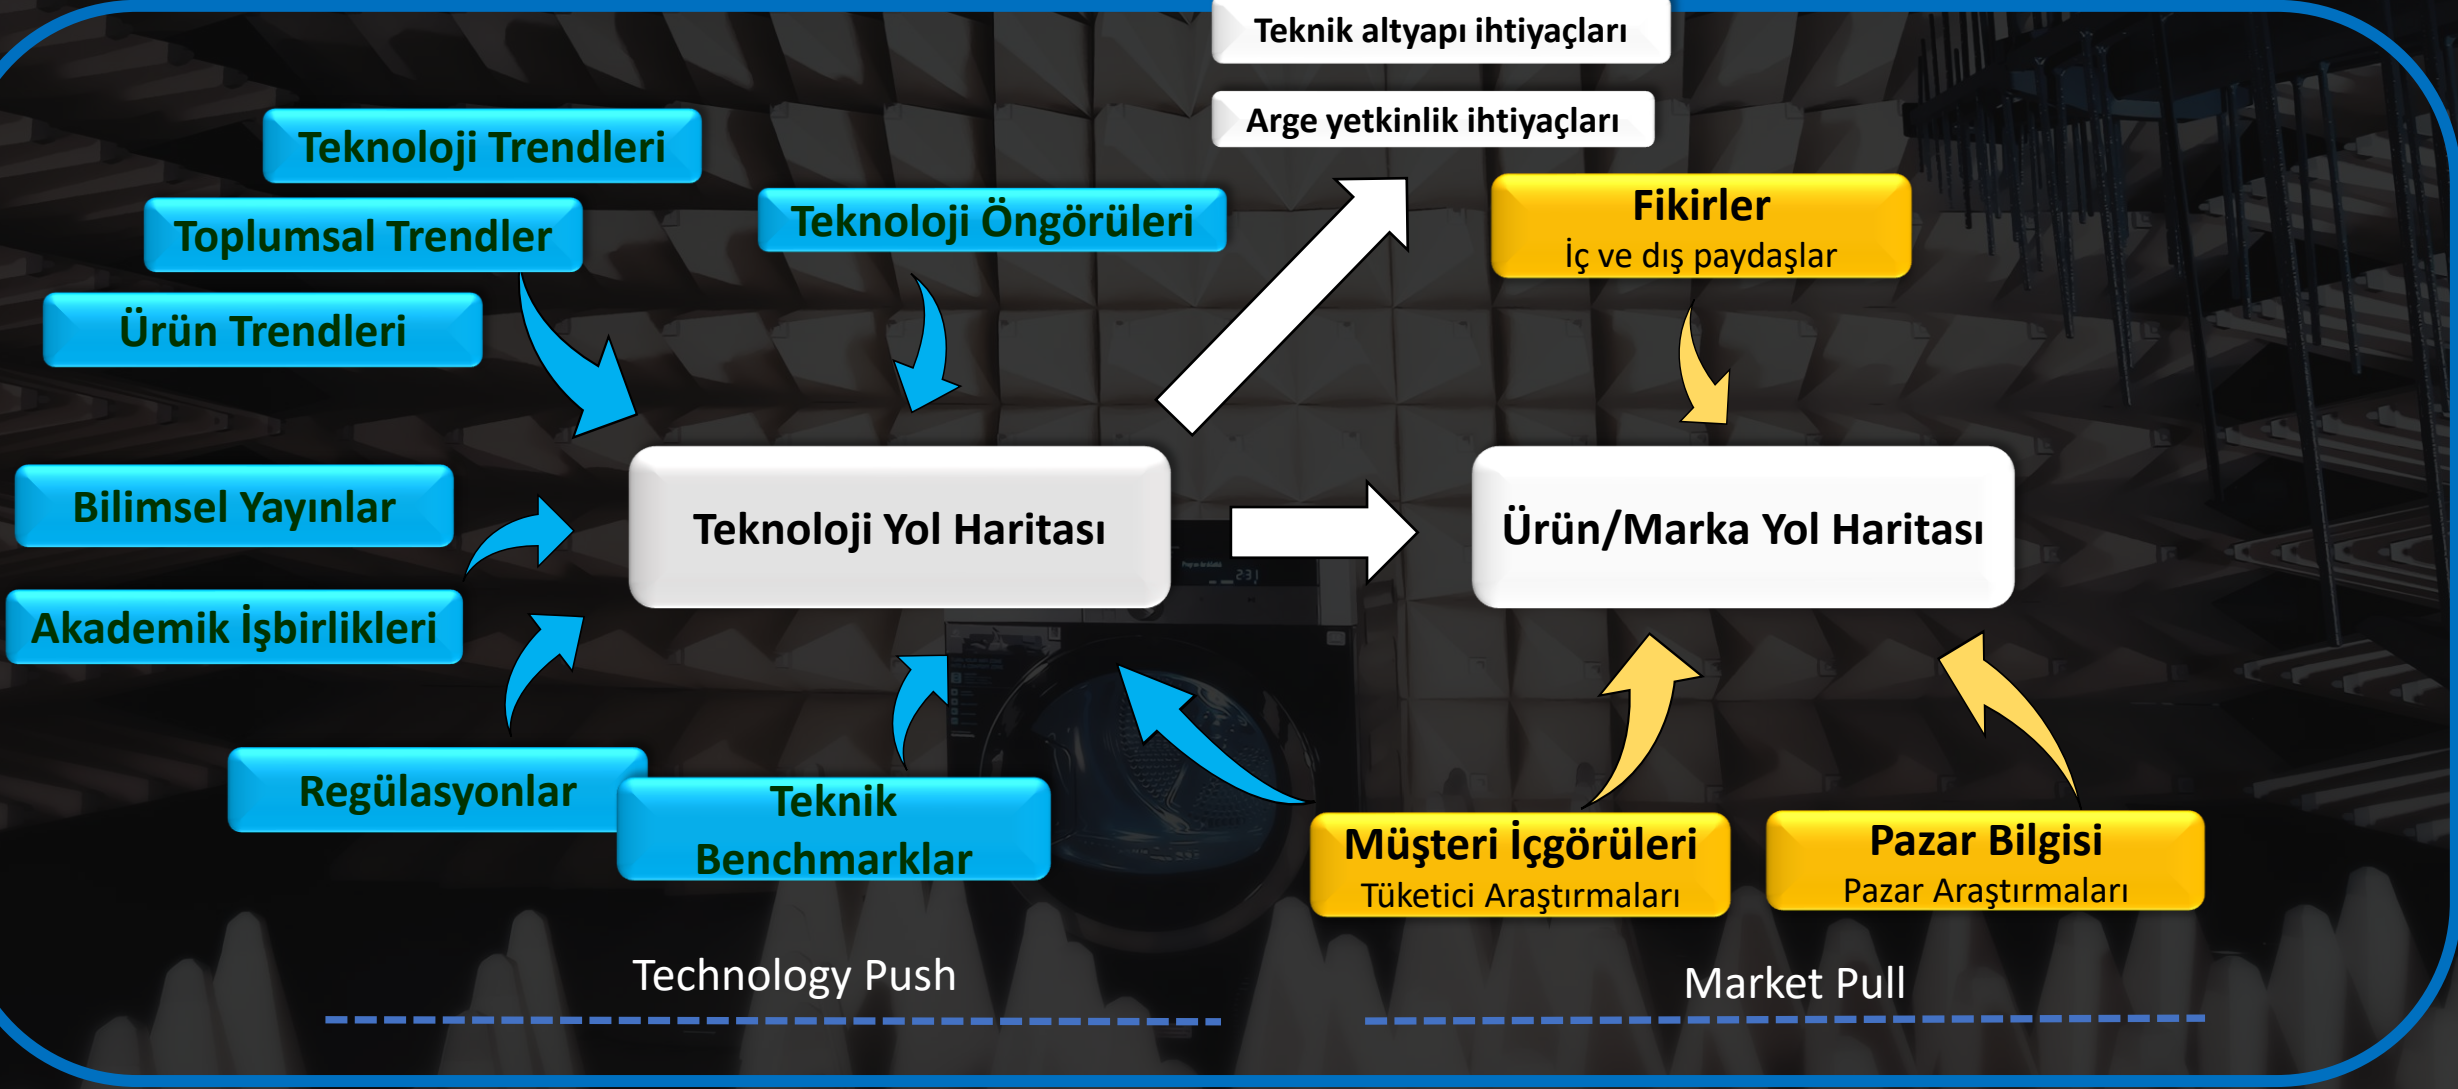 Teknik altyapı ihtiyaçları
Arge yetkinlik ihtiyaçları
Teknoloji Trendleri
Toplumsal Trendler
Ürün Trendleri
Teknoloji Öngörüleri
Fikirler
İç ve dış paydaşlar
Bilimsel Yayınlar
Akademik İşbirlikleri
Teknoloji Yol Haritası
Ürün/Marka Yol Haritası
Regülasyonlar
Teknik
Benchmarklar
Müşteri İçgörüleri
Tüketici Araştırmaları
Pazar Bilgisi
Pazar Araştırmaları
Technology Push
Market Pull